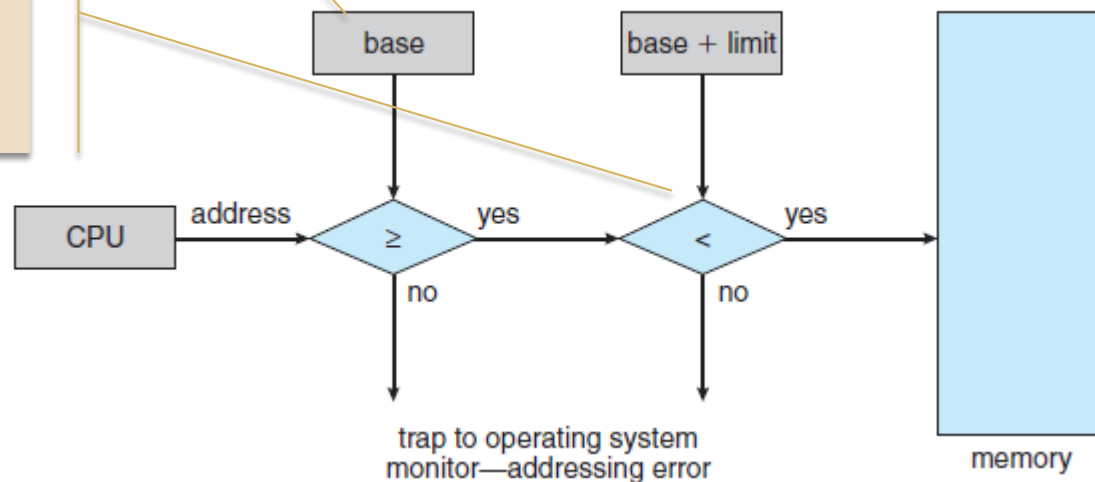 base
base + limit
CPU
address
≥
yes
<
yes
no
no
trap to operating system
monitor—addressing error
memory